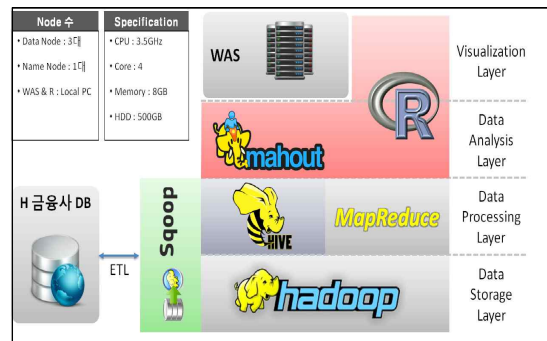 Node 수
• Data Node : 3대
• Name Node : 1대
• WAS & R : Local PC
Specification
• CPU : 3.5GHz
• Core : 4
• Memory : 8GB
• HDD : 500GB
WAS
R
Visualization
Layer
mahout
Data
Analysis
Layer
H 금융사 DB
ETL
Sqoop
HIVE
MapReduce
Data
Processing
Layer
hadoop
Data
Storage
Layer